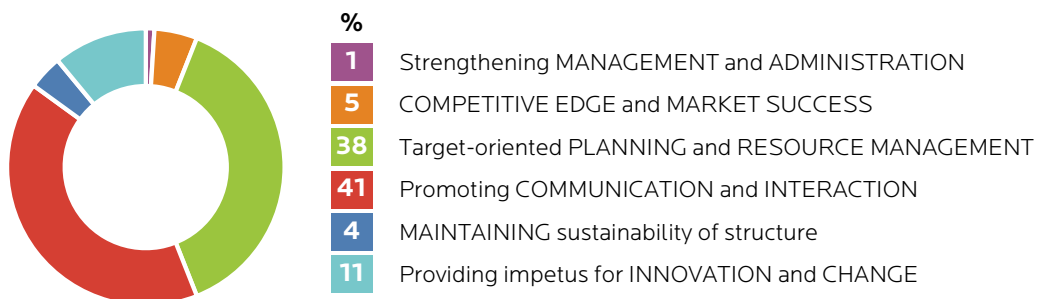 %
1 Strengthening MANAGEMENT and ADMINISTRATION
5 COMPETITIVE EDGE and MARKET SUCCESS
38 Target-oriented PLANNING and RESOURCE MANAGEMENT
41 Promoting COMMUNICATION and INTERACTION
4 MAINTAINING sustainability of structure
11 Providing impetus for INNOVATION and CHANGE